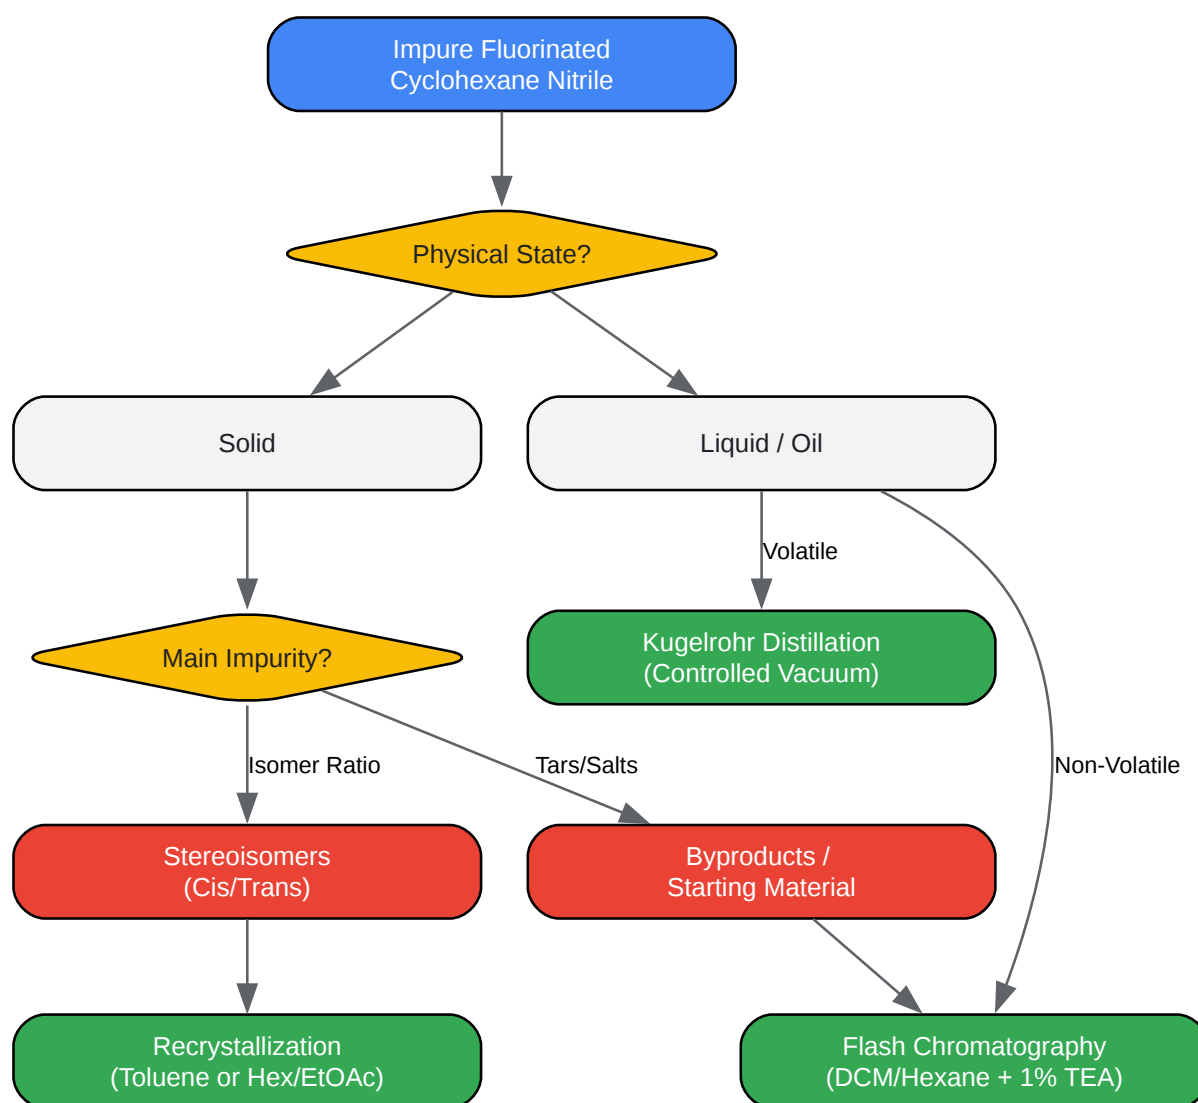 Impure Fluorinated
Cyclohexane Nitrile
Physical State?
Solid
Liquid / Oil
Volatile
Kugelrohr Distillation
(Controlled Vacuum)
Main Impurity?
Isomer Ratio
Tars/Salts
Non-Volatile
Stereoisomers
(Cis/Trans)
Byproducts /
Starting Material
Recrystallization
(Toluene or Hex/EtOAc)
Flash Chromatography
(DCM/Hexane + 1% TEA)